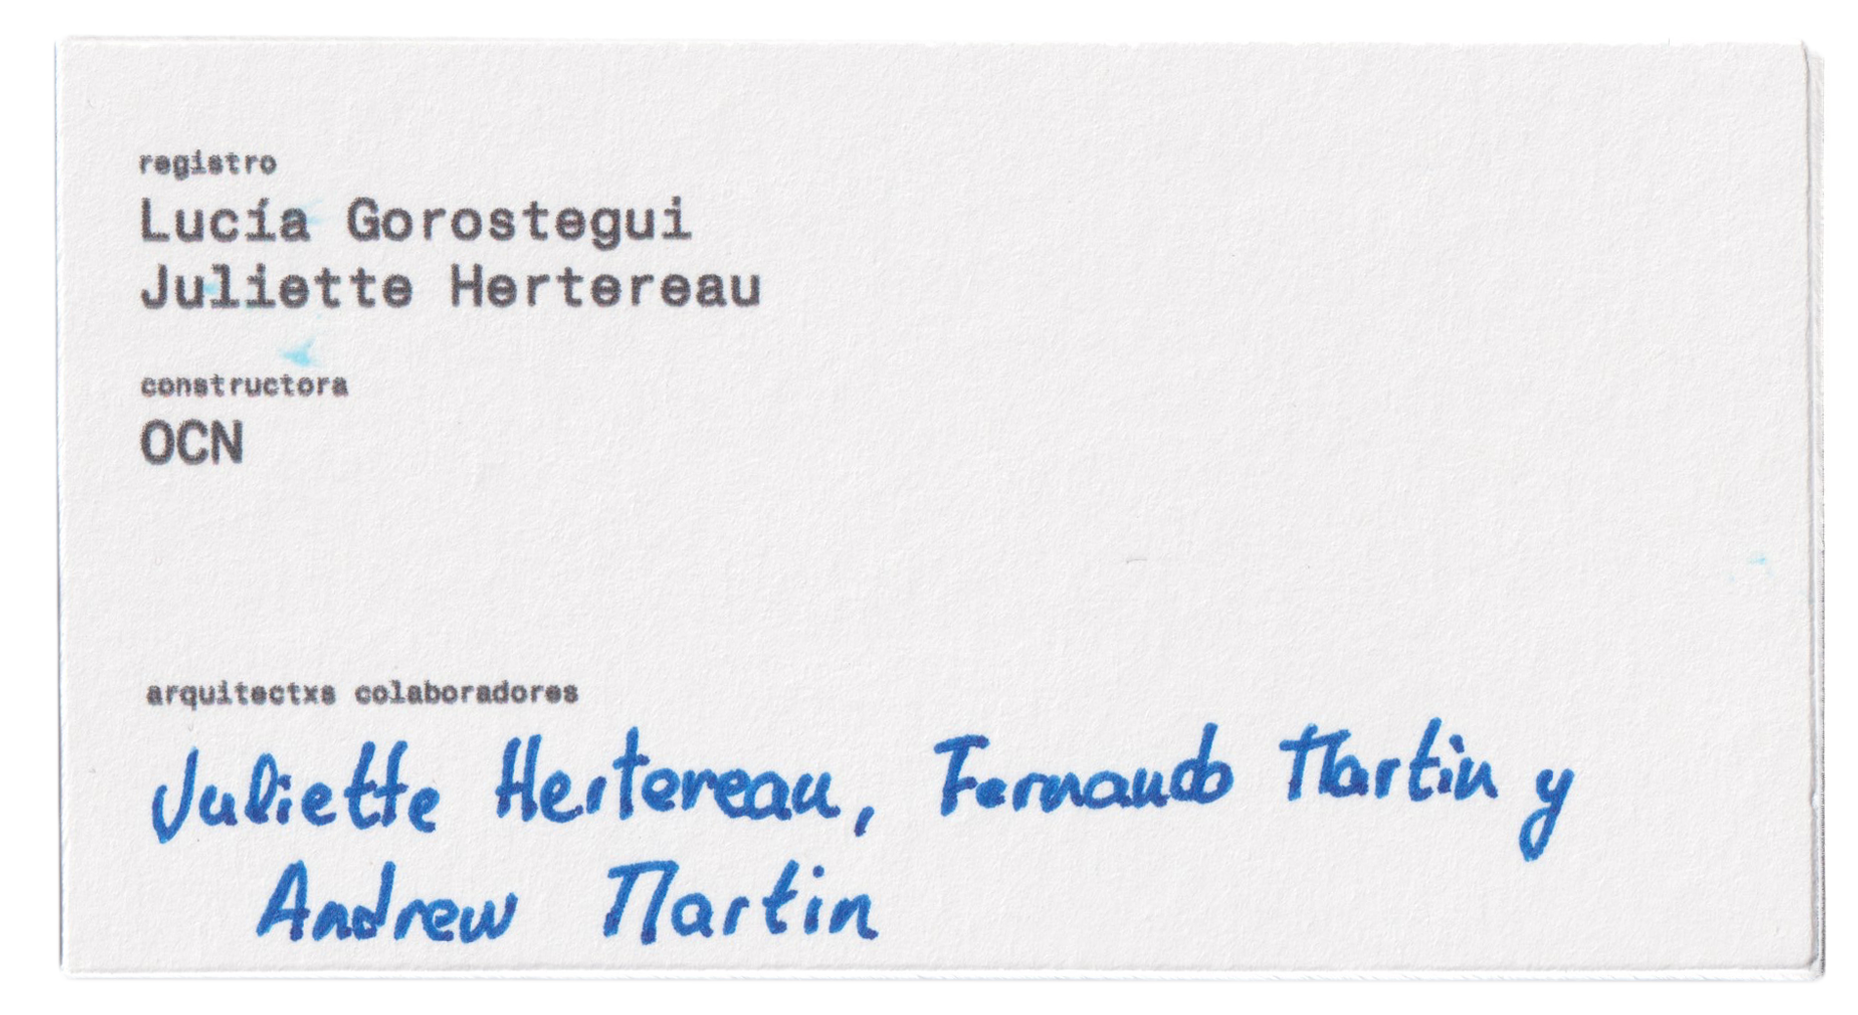 registro
Lucía Gorostegui
Juliette Hertereau
constructora
OCN
arquitectxs colaboradores
Juliette Hertereau, Fernando Martin y
Andrew Martin